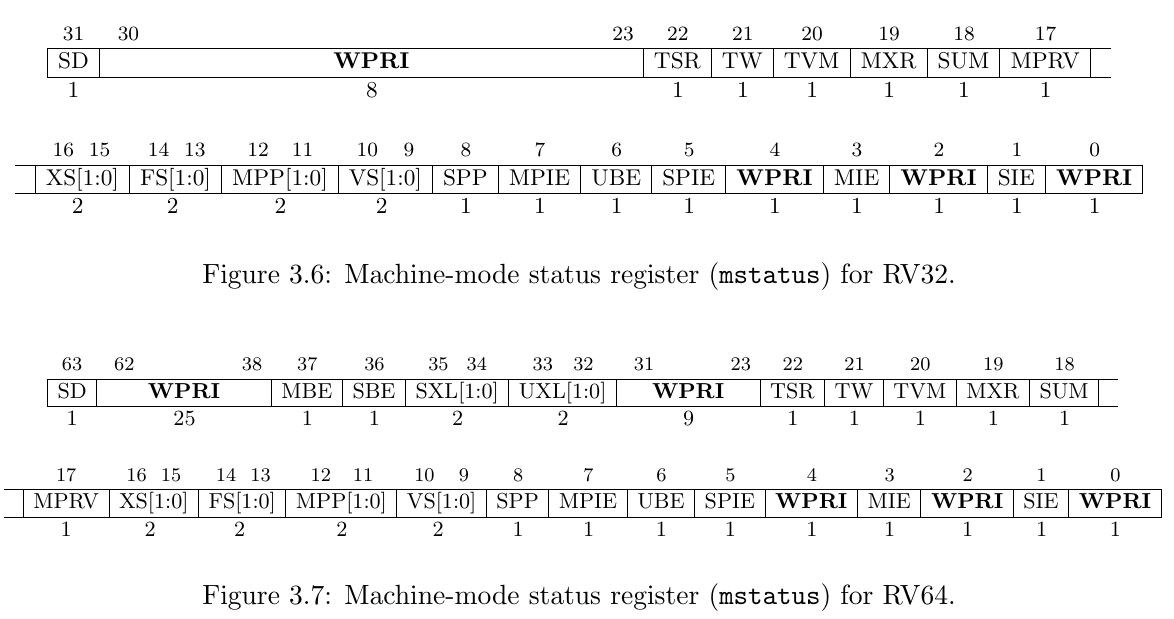 31 30 23 22 21 20 19 18 17
SD WPRI TSR TW TVM MXR SUM MPRV
1 8 1 1 1 1 1 1
16 15 14 13 12 11 10 9 8 7 6 5 4 3 2 1 0
XS[1:0] FS[1:0] MPP[1:0] VS[1:0] SPP MPIE UBE SPIE WPRI MIE WPRI SIE WPRI
2 2 2 2 1 1 1 1 1 1 1 1 1
Figure 3.6: Machine-mode status register (mstatus) for RV32.
63 62 38 37 36 35 34 33 32 31 23 22 21 20 19 18
SD WPRI MBE SBE SXL[1:0] UXL[1:0] WPRI TSR TW TVM MXR SUM
1 25 1 1 2 2 9 1 1 1 1 1
17 16 15 14 13 12 11 10 9 8 7 6 5 4 3 2 1 0
MPRV XS[1:0] FS[1:0] MPP[1:0] VS[1:0] SPP MPIE UBE SPIE WPRI MIE WPRI SIE WPRI
1 2 2 2 2 1 1 1 1 1 1 1 1 1
Figure 3.7: Machine-mode status register (mstatus) for RV64.